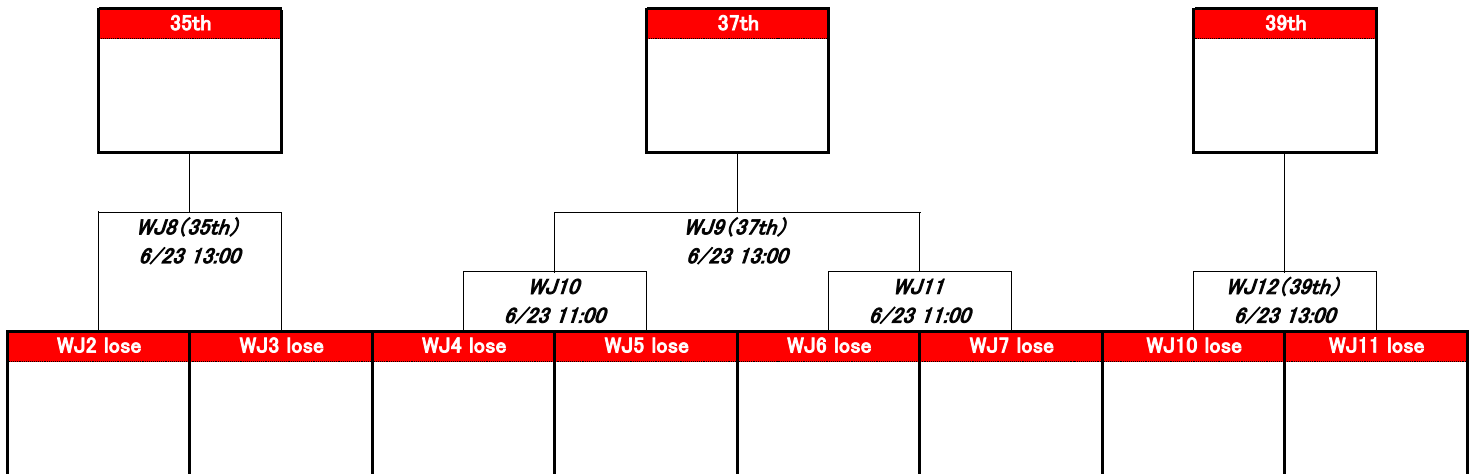 35th
37th
39th
WJ8（35th）
6/23 13:00
WJ9（37th）
6/23 13:00
WJ10
6/23 11:00
WJ11
6/23 11:00
WJ12（39th）
6/23 13:00
WJ2 lose
WJ3 lose
WJ4 lose
WJ5 lose
WJ6 lose
WJ7 lose
WJ10 lose
WJ11 lose